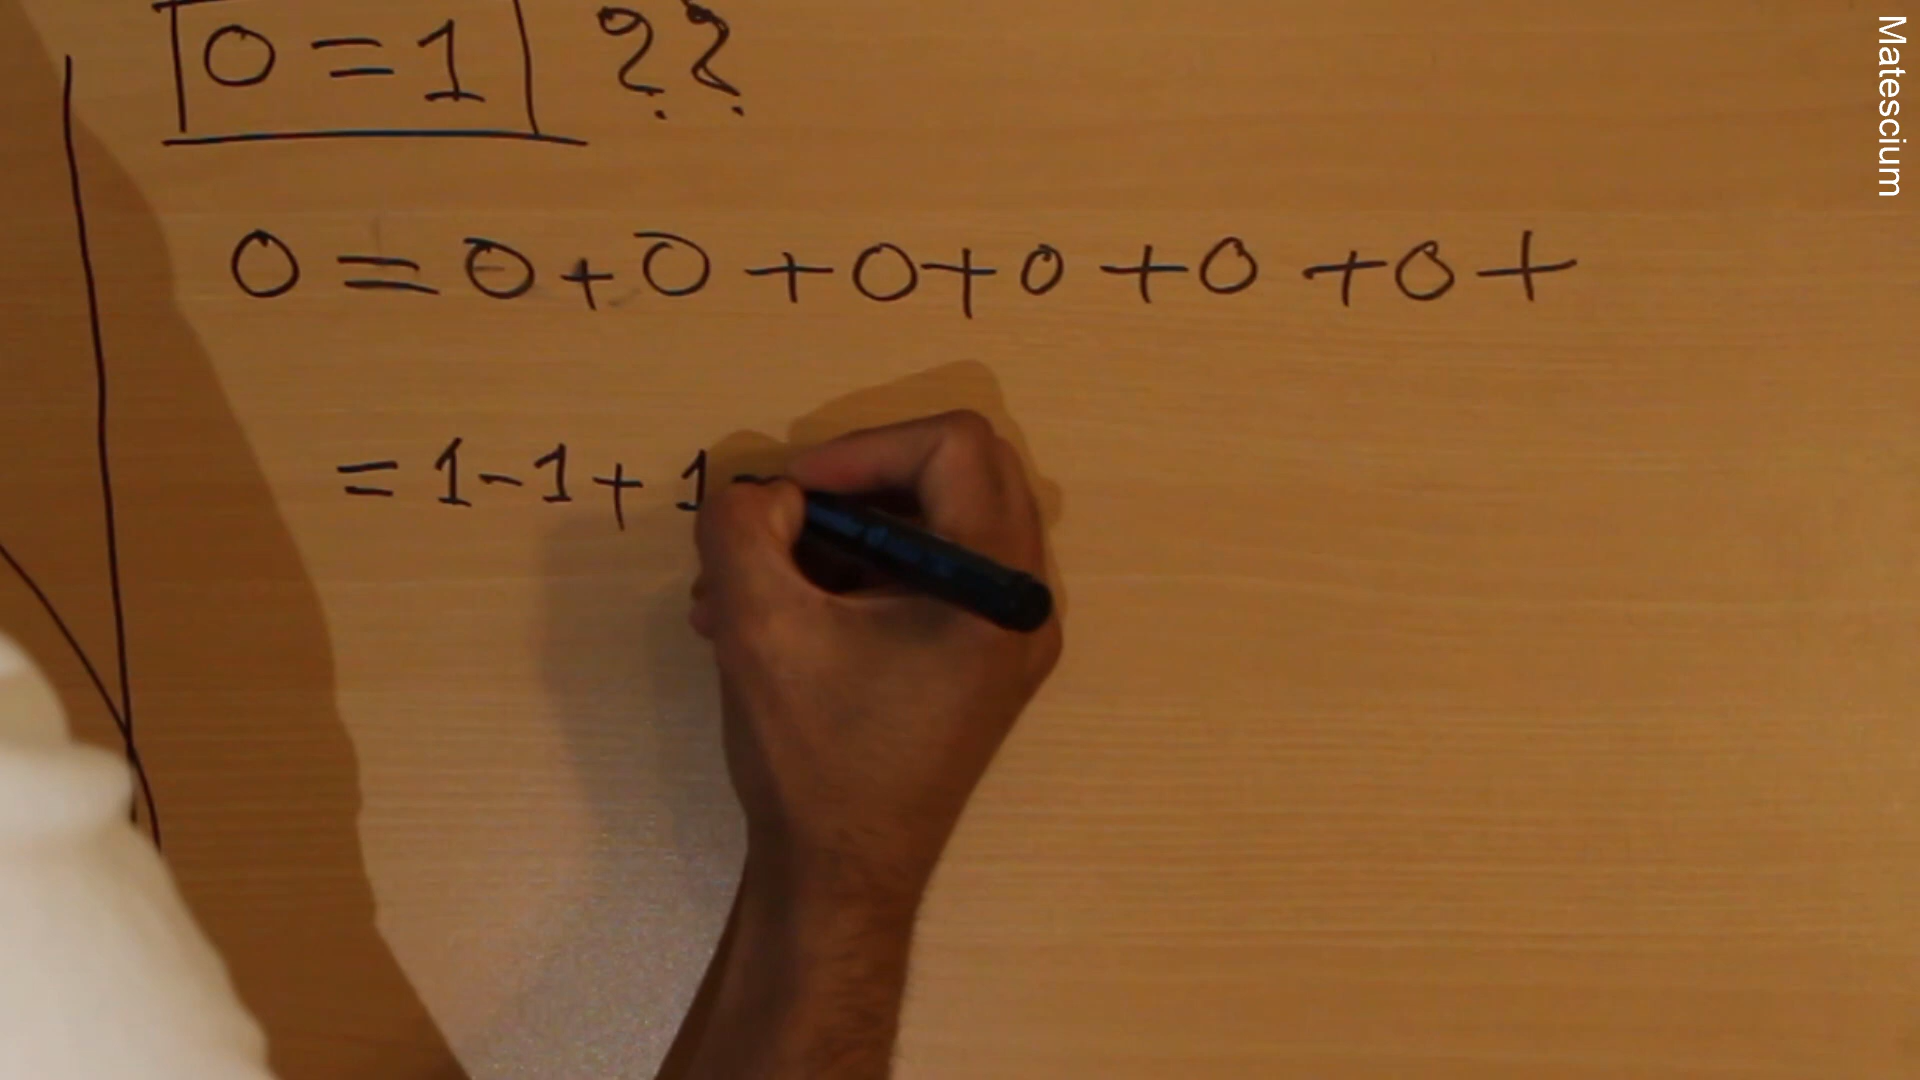 0 = 1 ??
0 = 0 + 0 + 0 + 0 + 0 + 0 +
= 1 - 1 + 1 -
Matescium